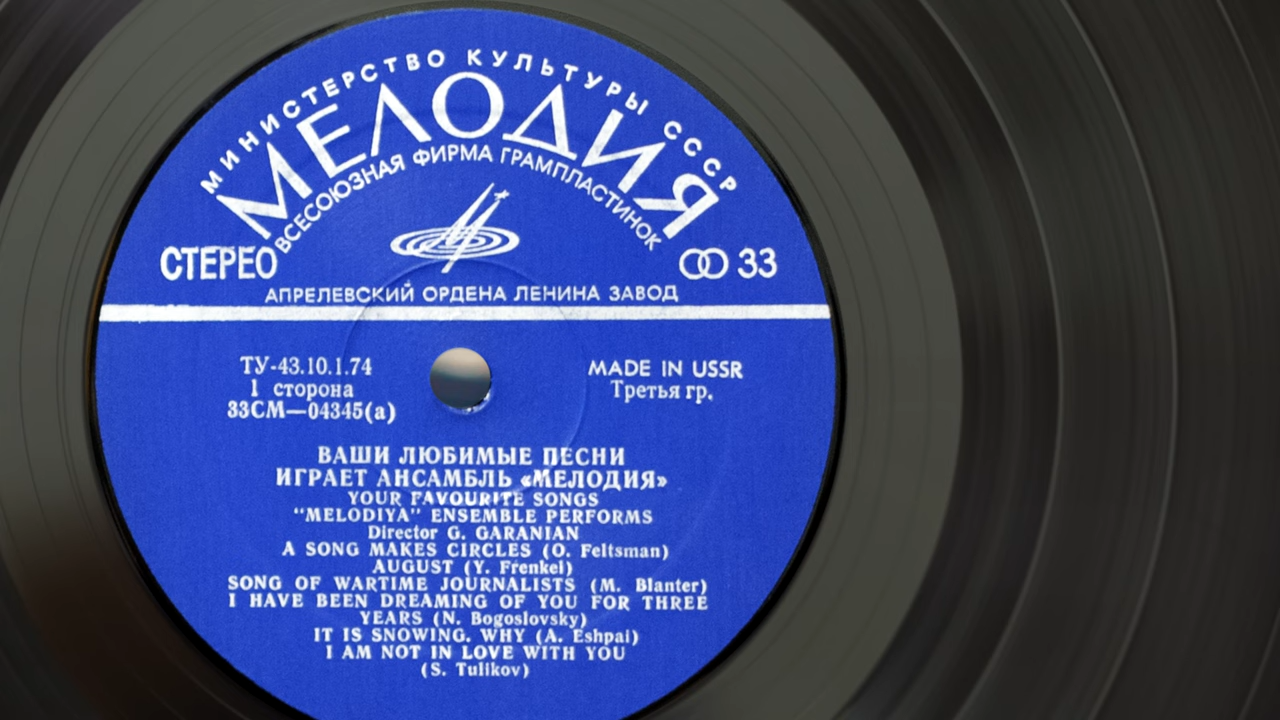 МИНИСТЕРСТВО КУЛЬТУРЫ СССР
МЕЛОДИЯ
ВСЕСОЮЗНАЯ ФИРМА ГРАМПЛАСТИНОК
СТЕРЕО
33
АПРЕЛЕВСКИЙ ОРДЕНА ЛЕНИНА ЗАВОД
ТУ-43.10.1.74
1 сторона
33СМ—04345(а)
MADE IN USSR
Третья гр.
ВАШИ ЛЮБИМЫЕ ПЕСНИ
ИГРАЕТ АНСАМБЛЬ «МЕЛОДИЯ»
YOUR FAVOURITE SONGS
“MELODIYA” ENSEMBLE PERFORMS
Director G. GARANIAN
A SONG MAKES CIRCLES (O. Feltsman)
AUGUST (Y. Frenkel)
SONG OF WARTIME JOURNALISTS (M. Blanter)
I HAVE BEEN DREAMING OF YOU FOR THREE
YEARS (N. Bogoslovsky)
IT IS SNOWING. WHY (A. Eshpai)
I AM NOT IN LOVE WITH YOU
(S. Tulikov)